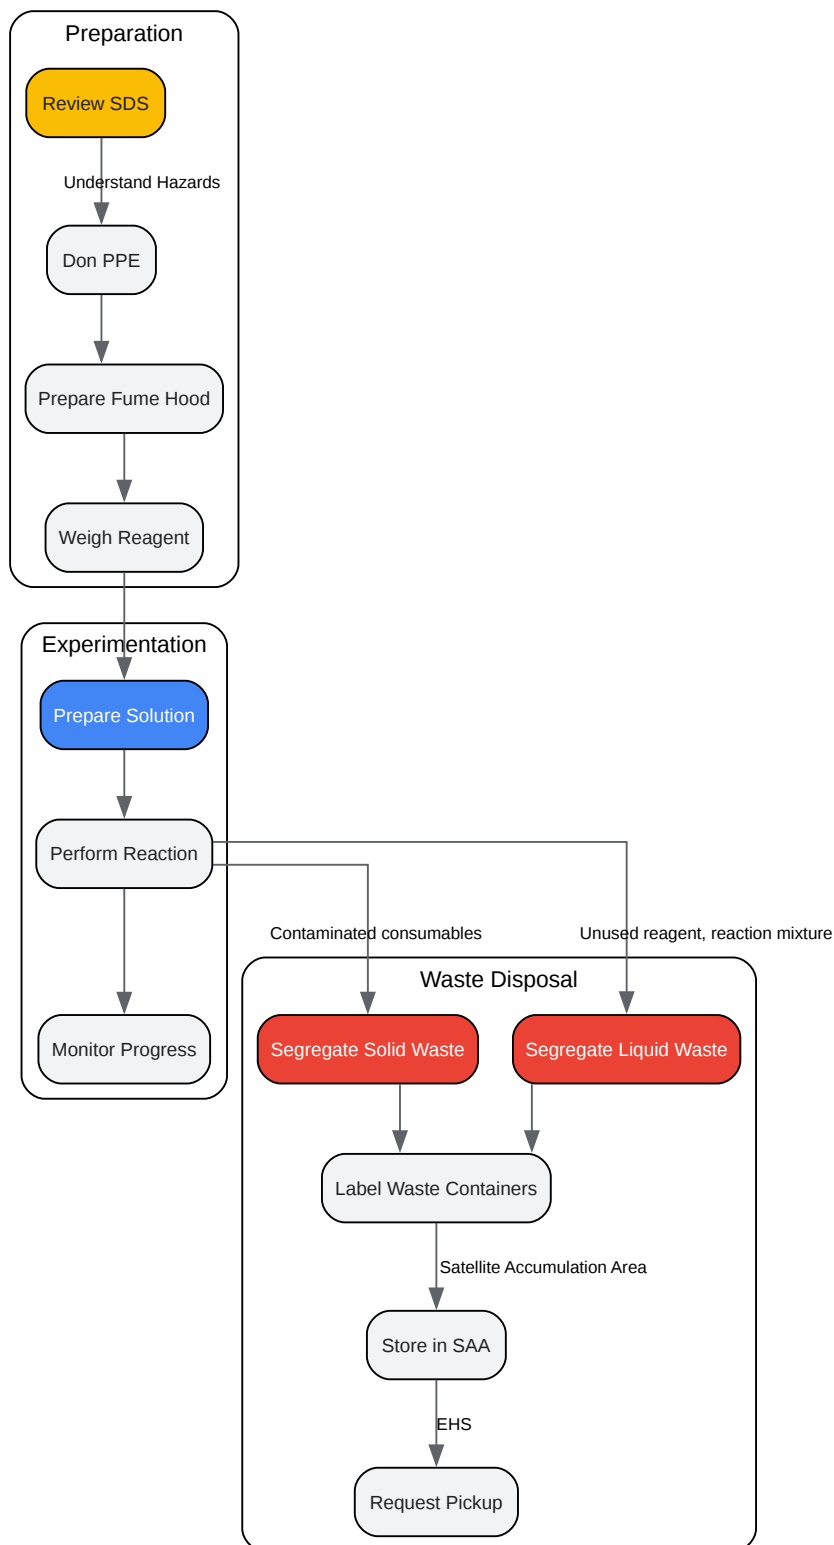 Preparation
Review SDS
Understand Hazards
Don PPE
Prepare Fume Hood
Weigh Reagent
Experimentation
Prepare Solution
Perform Reaction
Contaminated consumables
Unused reagent, reaction mixture
Monitor Progress
Waste Disposal
Segregate Solid Waste
Segregate Liquid Waste
Label Waste Containers
Satellite Accumulation Area
Store in SAA
EHS
Request Pickup